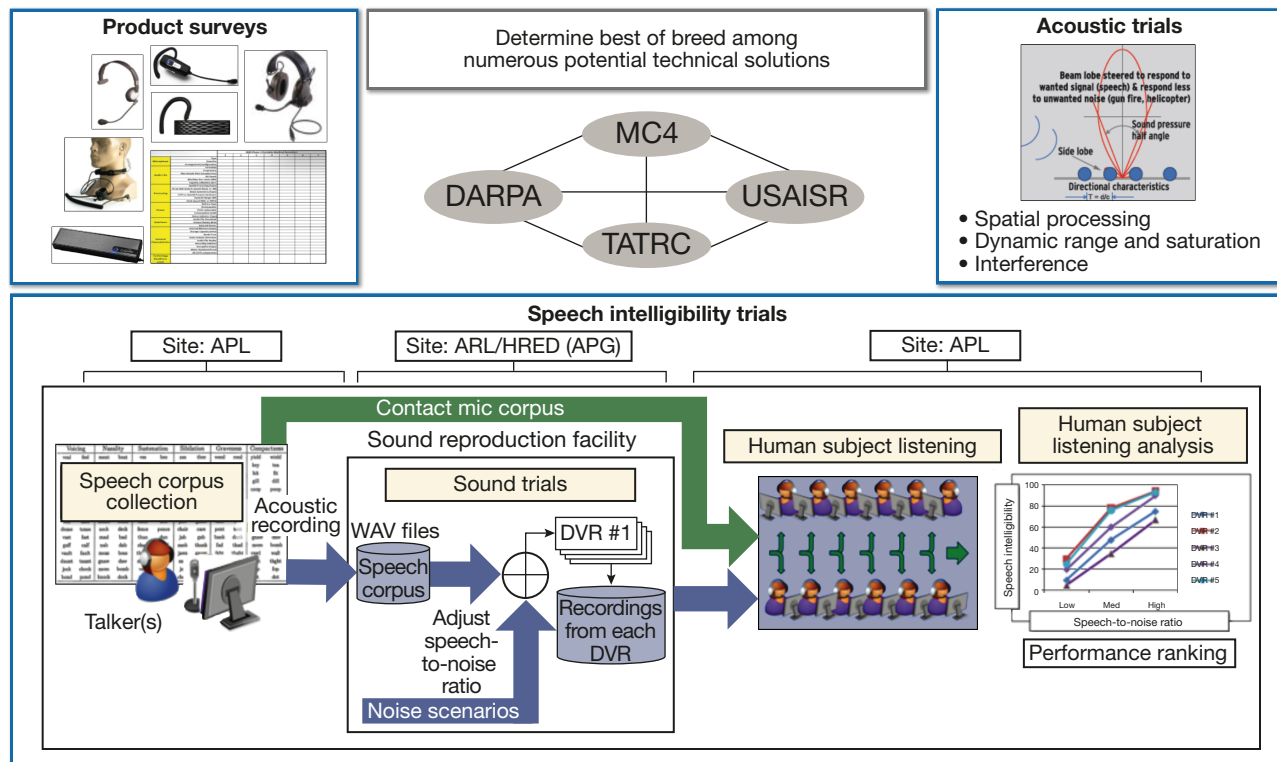 Product surveys
Determine best of breed among
numerous potential technical solutions
MC4
DARPA
USAISR
TATRC
Acoustic trials
Beam lobe steered to respond to
wanted signal (speech) & respond less
to unwanted noise (gun fire, helicopter)
Sound pressure
half angle
Side lobe
Directional characteristics
T = d/c
• Spatial processing
• Dynamic range and saturation
• Interference
Speech intelligibility trials
Site: APL
Site: ARL/HRED (APG)
Site: APL
Contact mic corpus
Sound reproduction facility
Voicing Nasality Sustenation Sibilation Graveness Compactness
Speech corpus
collection
Acoustic
recording
Talker(s)
Sound trials
WAV files
Speech
corpus
DVR #1
Recordings
from each
DVR
Adjust
speech-
to-noise
ratio
Noise scenarios
Human subject listening
Human subject
listening analysis
Speech intelligibility
100
80
60
40
20
0
Low Med High
DVR #1
DVR #2
DVR #3
DVR #4
DVR #5
Speech-to-noise ratio
Performance ranking